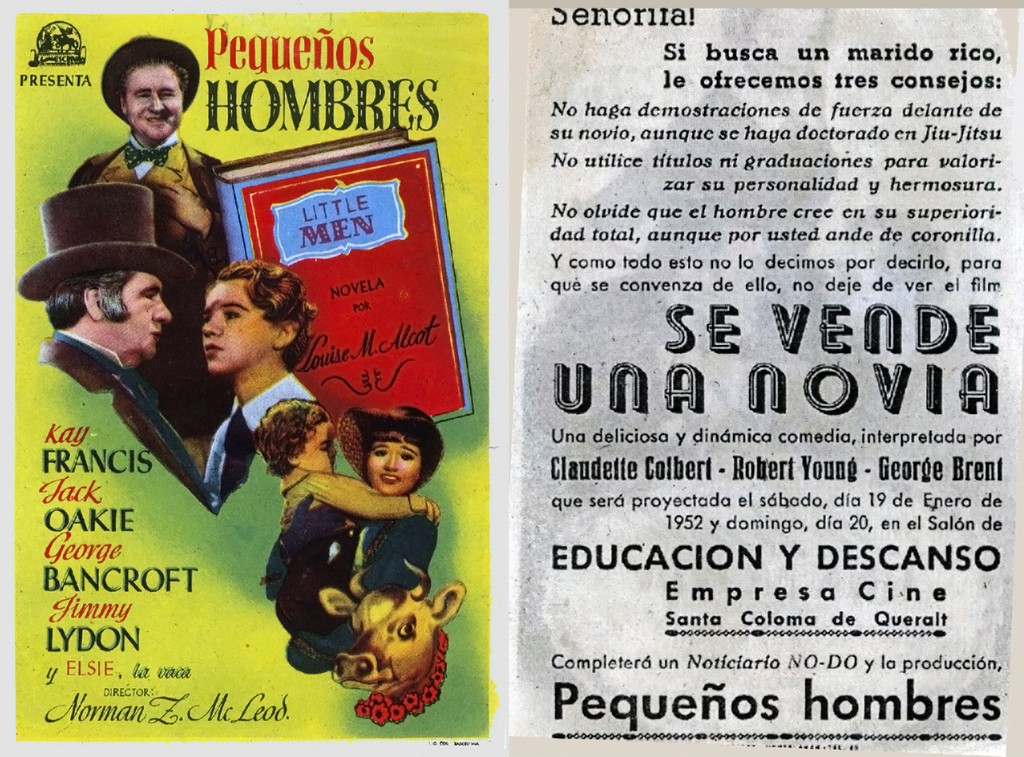 PRESENTA
Pequeños
HOMBRES
LITTLE
MEN
NOVELA
POR
Louise M. Alcot
Kay
FRANCIS
Jack
OAKIE
George
BANCROFT
Jimmy
LYDON
y ELSIE, la vaca
DIRECTOR:
Norman Z. McLeod.
Señorita!
Si busca un marido rico,
le ofrecemos tres consejos:
No haga demostraciones de fuerza delante de
su novio, aunque se haya doctorado en Jiu-Jitsu
No utilice títulos ni graduaciones para valori-
zar su personalidad y hermosura.
No olvide que el hombre cree en su superiori-
dad total, aunque por usted ande de coronilla.
Y como todo esto no lo decimos por decirlo, para
que se convenza de ello, no deje de ver el film
SE VENDE
UNA NOVIA
Una deliciosa y dinámica comedia, interpretada por
Claudette Colbert - Robert Young - George Brent
que será proyectada el sábado, día 19 de Enero de
1952 y domingo, día 20, en el Salón de
EDUCACION Y DESCANSO
Empresa Cine
Santa Coloma de Queralt
Completará un Noticiario NO-DO y la producción,
Pequeños hombres